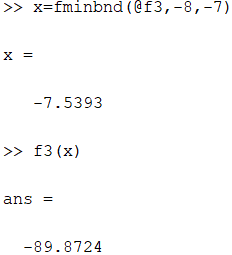 >> x=fminbnd(@f3,-8,-7)
x =
-7.5393
>> f3(x)
ans =
-89.8724